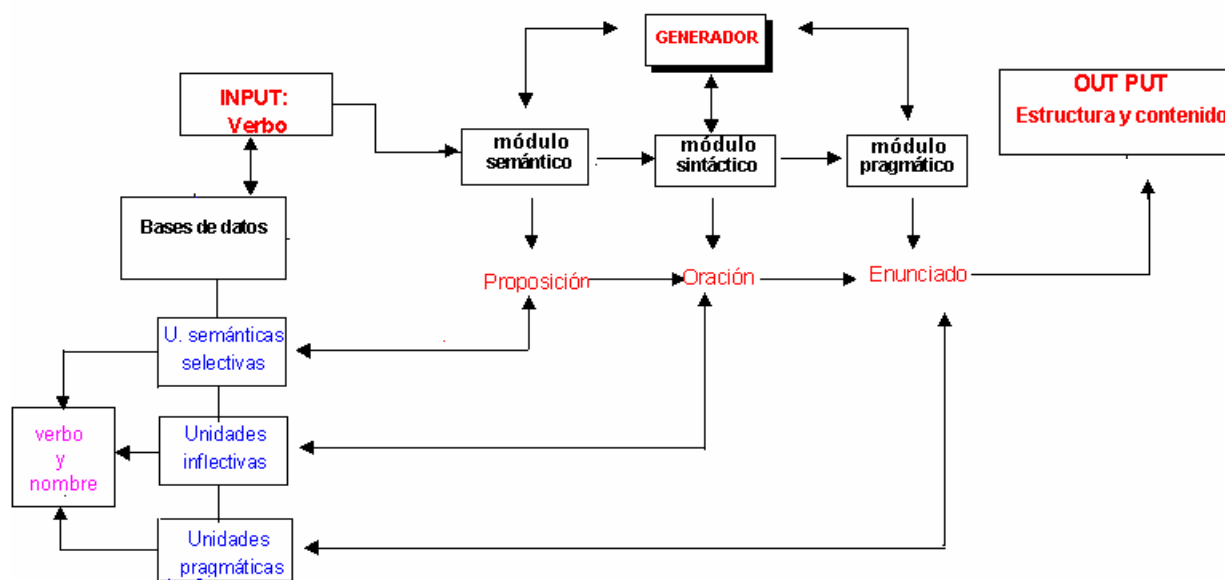 GENERADOR
INPUT:
Verbo
OUT PUT
Estructura y contenido
módulo
semántico
módulo
sintáctico
módulo
pragmático
Bases de datos
Proposición
Oración
Enunciado
U. semánticas
selectivas
verbo
y
nombre
Unidades
inflectivas
Unidades
pragmáticas